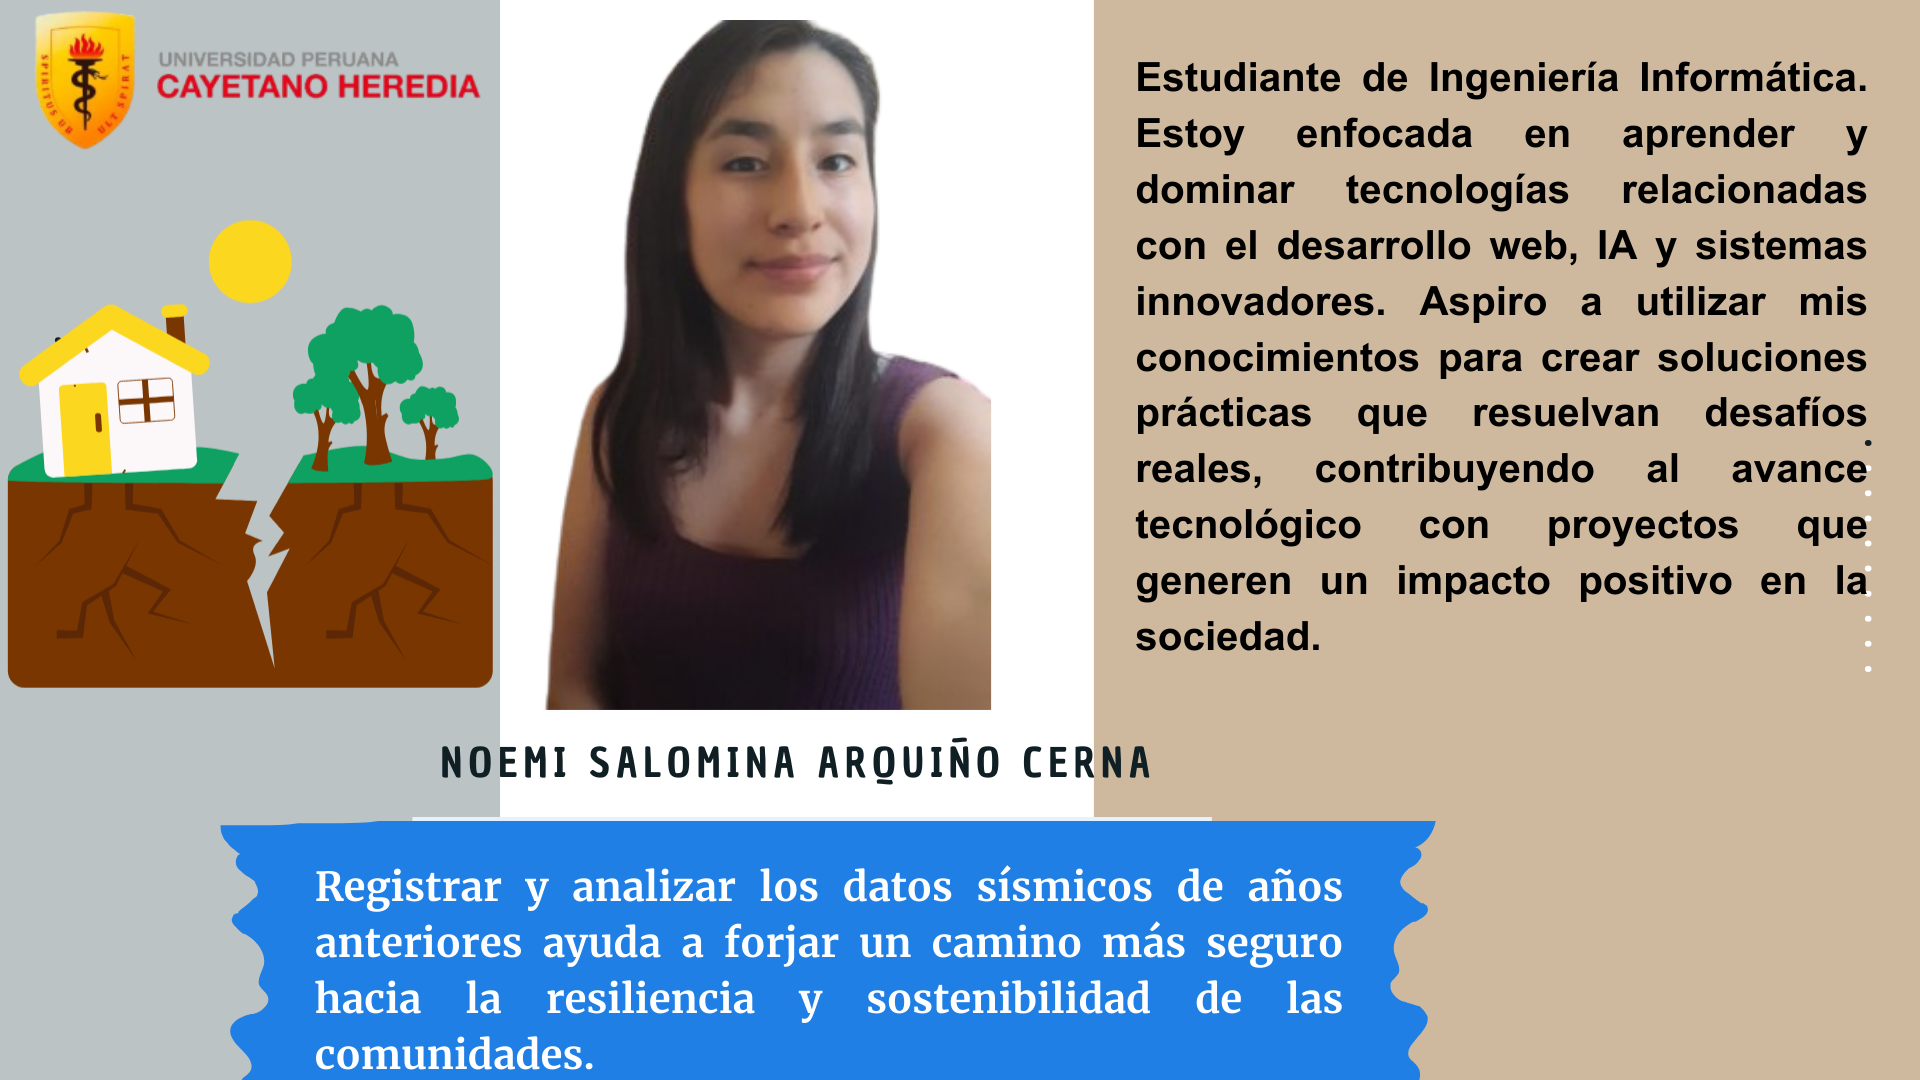 SPIRITUS UBI VULT SPIRAT
UNIVERSIDAD PERUANA
CAYETANO HEREDIA
Estudiante de Ingeniería Informática.
Estoy enfocada en aprender y
dominar tecnologías relacionadas
con el desarrollo web, IA y sistemas
innovadores. Aspiro a utilizar mis
conocimientos para crear soluciones
prácticas que resuelvan desafíos
reales, contribuyendo al avance
tecnológico con proyectos que
generen un impacto positivo en la
sociedad.
NOEMI SALOMINA ARQUIÑO CERNA
Registrar y analizar los datos sísmicos de años
anteriores ayuda a forjar un camino más seguro
hacia la resiliencia y sostenibilidad de las
comunidades.